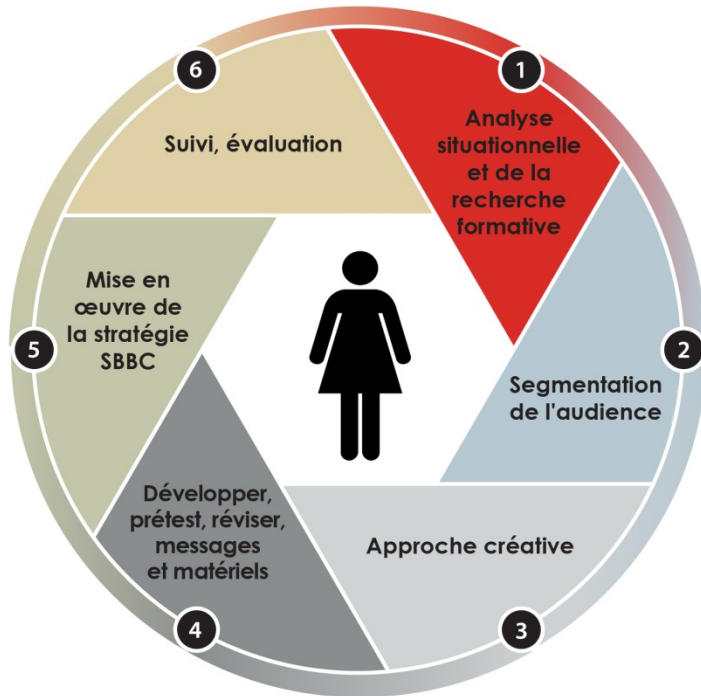 1
Analyse
situationnelle
et de la
recherche
formative
2
Segmentation
de l'audience
3
Approche créative
4
Développer,
prétest, réviser,
messages
et matériels
5
Mise en
œuvre de
la stratégie
SBBC
6
Suivi, évaluation